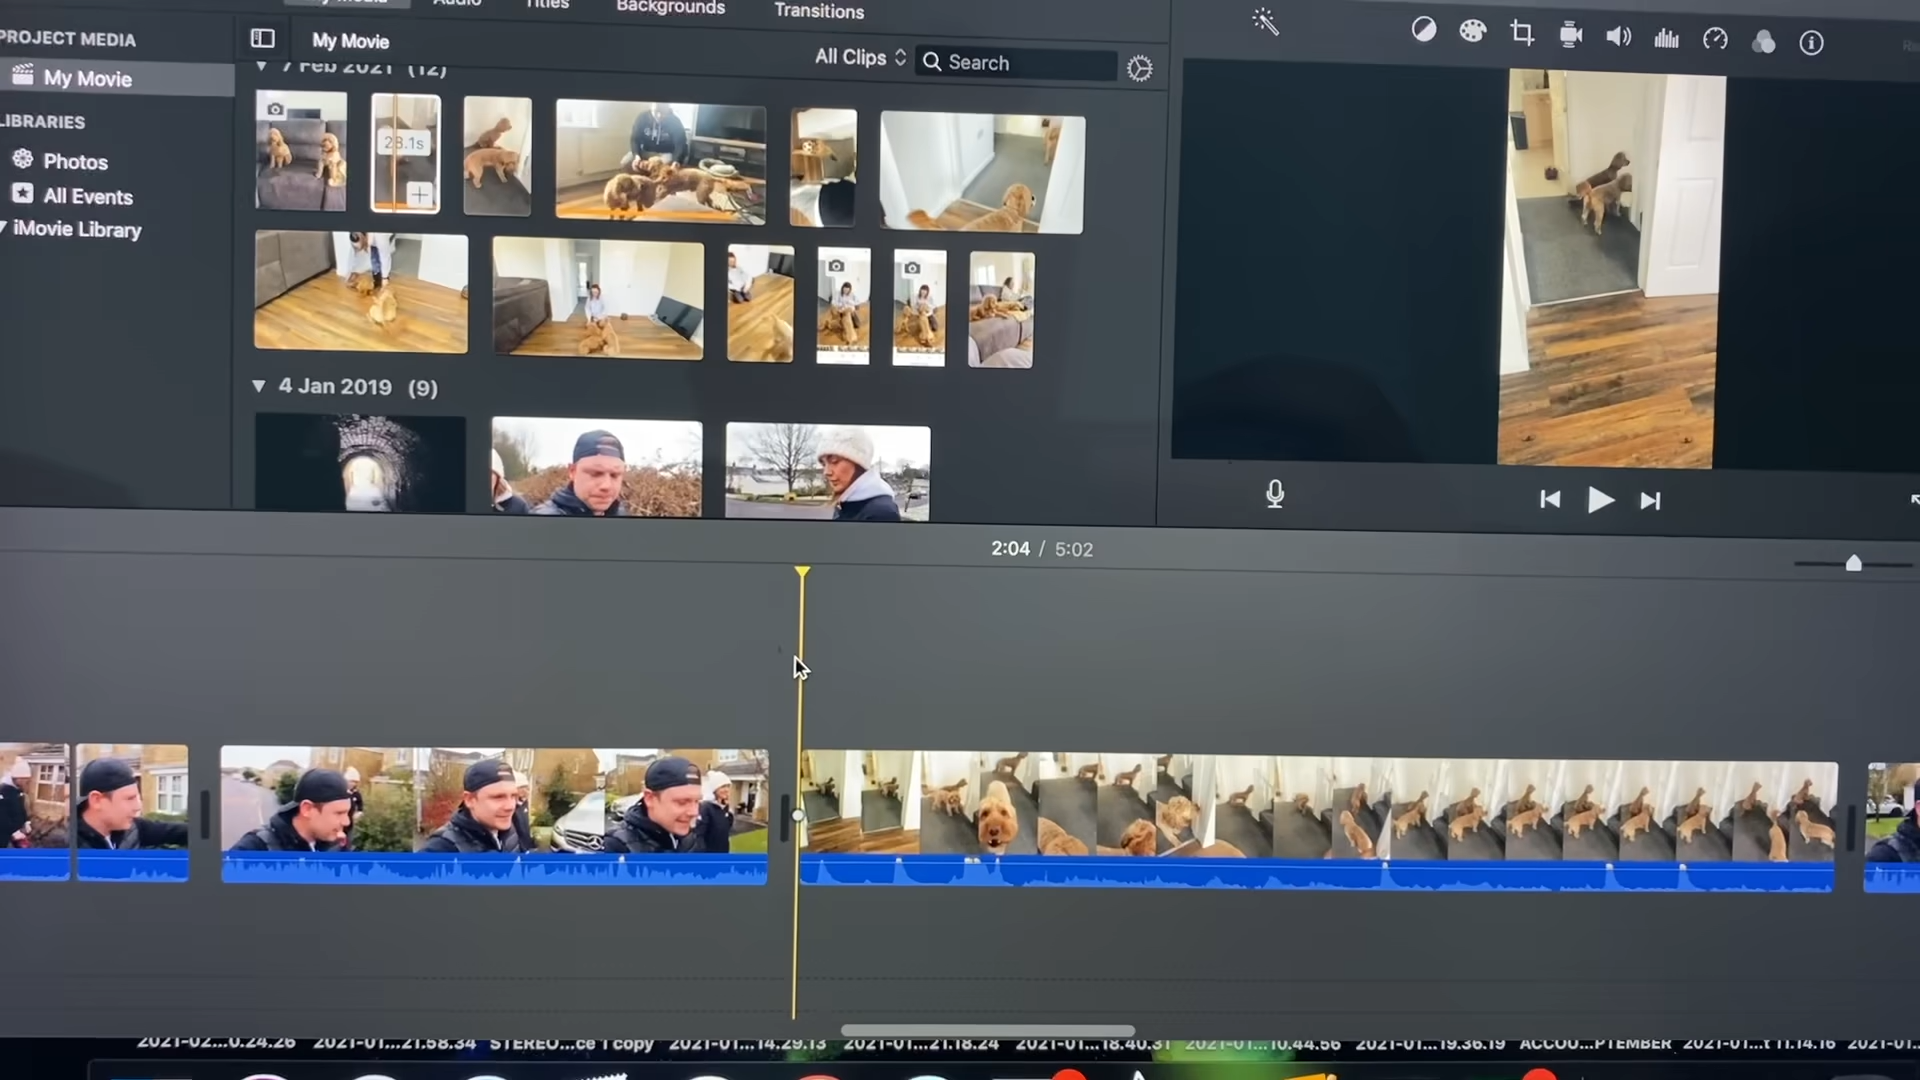 My Media
Audio
Titles
Backgrounds
Transitions
PROJECT MEDIA
My Movie
LIBRARIES
Photos
All Events
iMovie Library
My Movie
All Clips
Search
7 Feb 2021 (12)
28.1s
4 Jan 2019 (9)
2:04 / 5:02
2021-02...0.24.26
2021-01...21.58.34
STEREO...ce 1 copy
2021-01...14.29.13
2021-01...21.18.24
2021-01...18.40.31
2021-01...10.44.56
2021-01...19.36.19
ACCOU...PTEMBER
2021-01...t 11.14.16
2021-01...